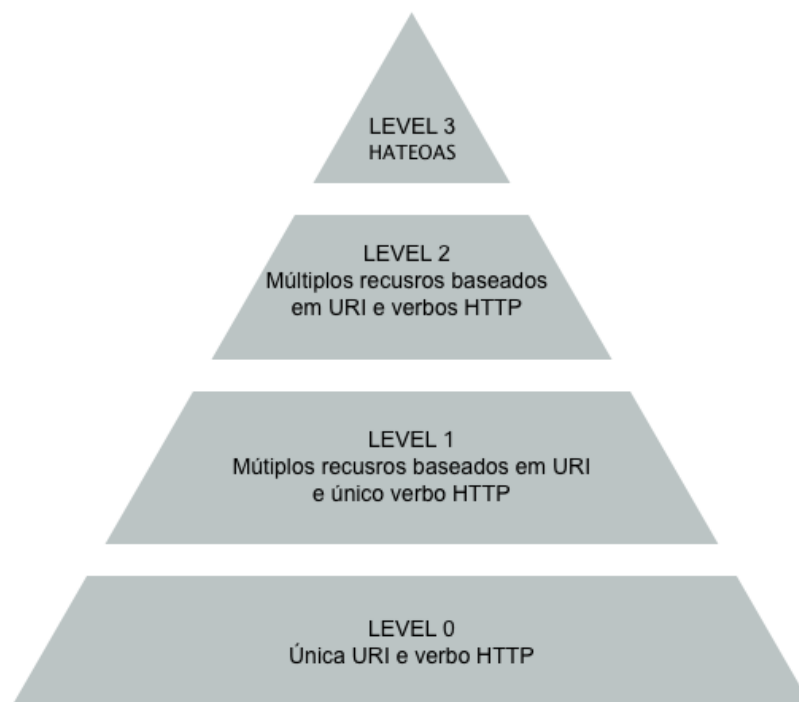 LEVEL 3
HATEOAS
LEVEL 2
Múltiplos recusros baseados
em URI e verbos HTTP
LEVEL 1
Mútiplos recusros baseados em URI
e único verbo HTTP
LEVEL 0
Única URI e verbo HTTP